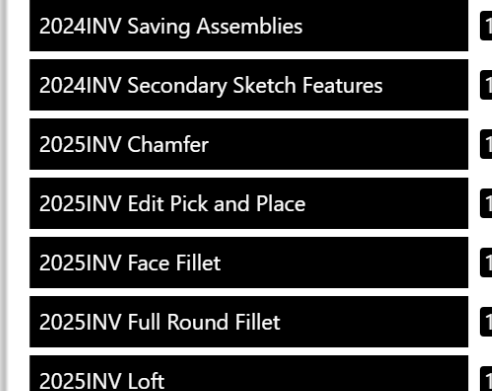 2024INV Saving Assemblies
2024INV Secondary Sketch Features
2025INV Chamfer
2025INV Edit Pick and Place
2025INV Face Fillet
2025INV Full Round Fillet
2025INV Loft